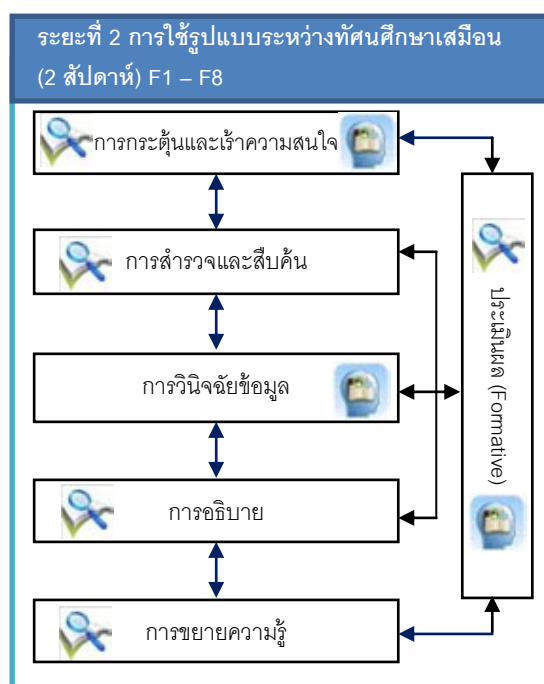 ระยะที่ 2 การใช้รูปแบบระหว่างทัศนศึกษาเสมือน
(2 สัปดาห์) F1 – F8
การกระตุ้นและเร้าความสนใจ
การสำรวจและสืบค้น
การวินิจฉัยข้อมูล
การอธิบาย
การขยายความรู้
ประเมินผล (Formative)